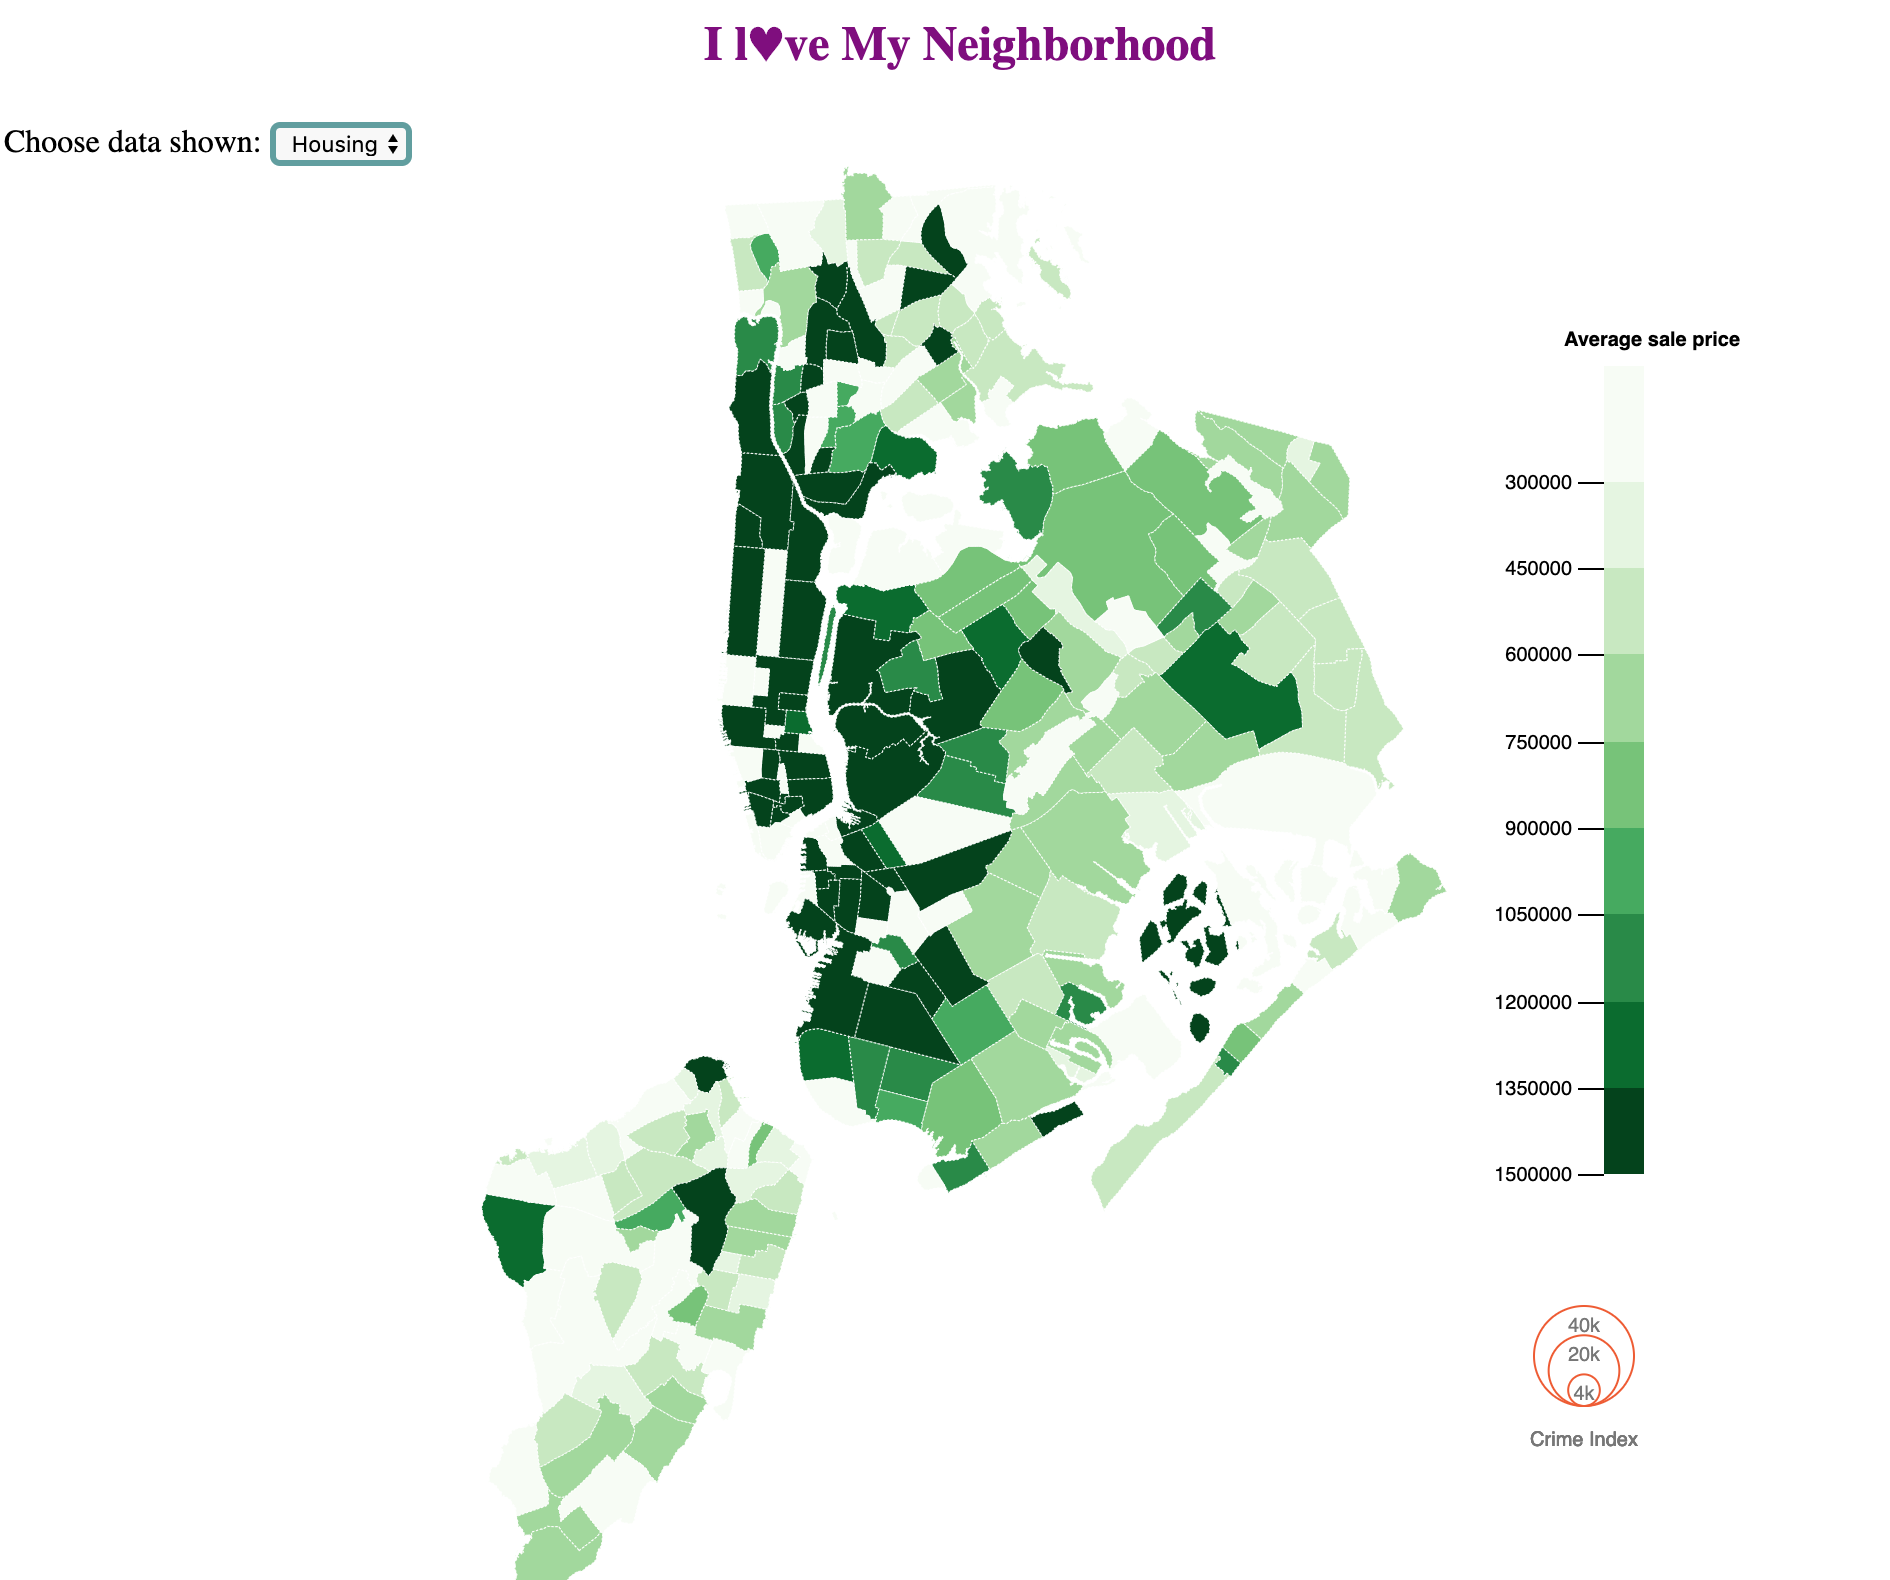 I l♥ve My Neighborhood
Choose data shown: Housing
Average sale price
300000
450000
600000
750000
900000
1050000
1200000
1350000
1500000
40k
20k
4k
Crime Index